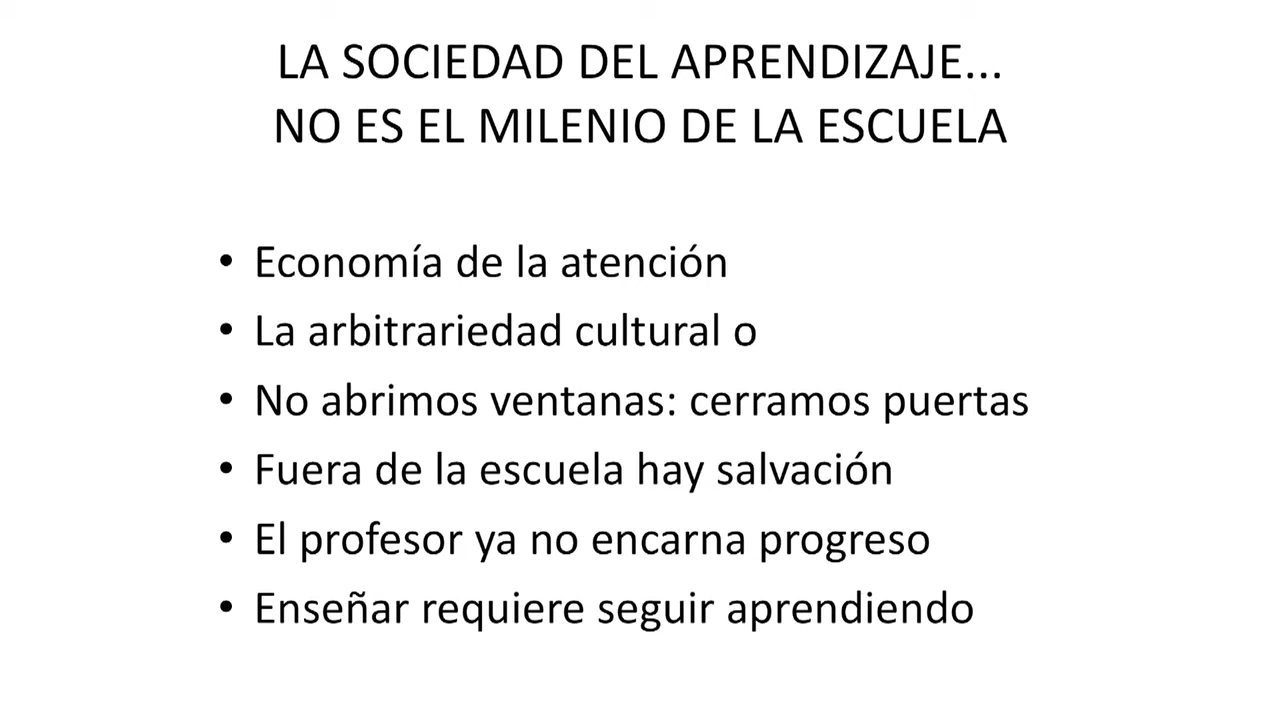 LA SOCIEDAD DEL APRENDIZAJE...
NO ES EL MILENIO DE LA ESCUELA
• Economía de la atención
• La arbitrariedad cultural o
• No abrimos ventanas: cerramos puertas
• Fuera de la escuela hay salvación
• El profesor ya no encarna progreso
• Enseñar requiere seguir aprendiendo